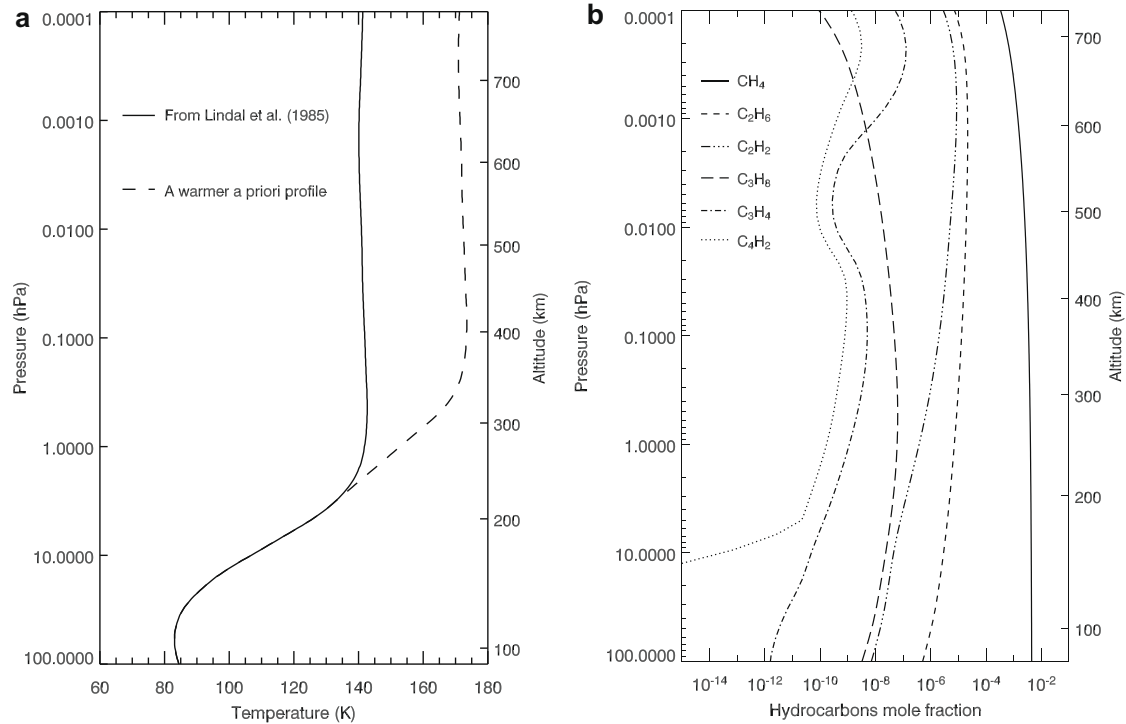 a
0.0001
0.0010
0.0100
0.1000
1.0000
10.0000
100.0000
Pressure (hPa)
From Lindal et al. (1985)
A warmer a priori profile
700
600
500
400
300
200
100
Altitude (km)
60 80 100 120 140 160 180
Temperature (K)
b
0.0001
0.0010
0.0100
0.1000
1.0000
10.0000
100.0000
Pressure (hPa)
CH4
C2H6
C2H2
C3H8
C3H4
C4H2
700
600
500
400
300
200
100
Altitude (km)
10-14 10-12 10-10 10-8 10-6 10-4 10-2
Hydrocarbons mole fraction